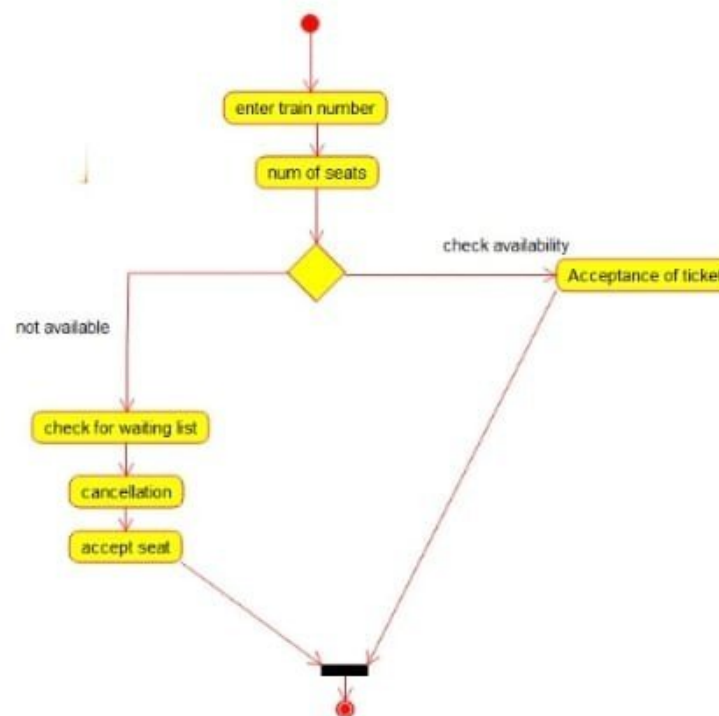 enter train number
num of seats
check availability
Acceptance of ticket
not available
check for waiting list
cancellation
accept seat